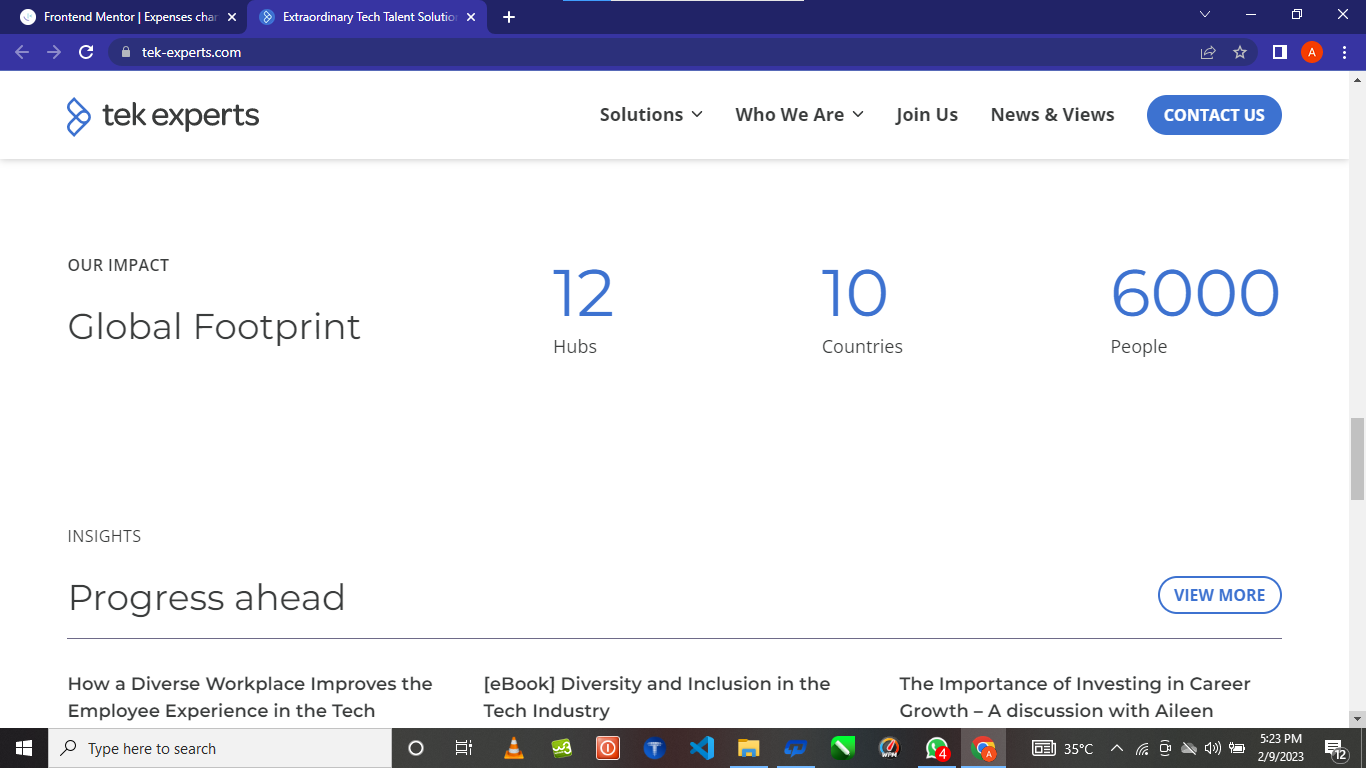 Frontend Mentor | Expenses char
Extraordinary Tech Talent Solutio
tek-experts.com
A
tek experts
Solutions
Who We Are
Join Us
News & Views
CONTACT US
OUR IMPACT
Global Footprint
12
Hubs
10
Countries
6000
People
INSIGHTS
Progress ahead
VIEW MORE
How a Diverse Workplace Improves the
Employee Experience in the Tech
[eBook] Diversity and Inclusion in the
Tech Industry
The Importance of Investing in Career
Growth – A discussion with Aileen
Type here to search
T
WPM
4
A
35°C
5:23 PM
2/9/2023
12